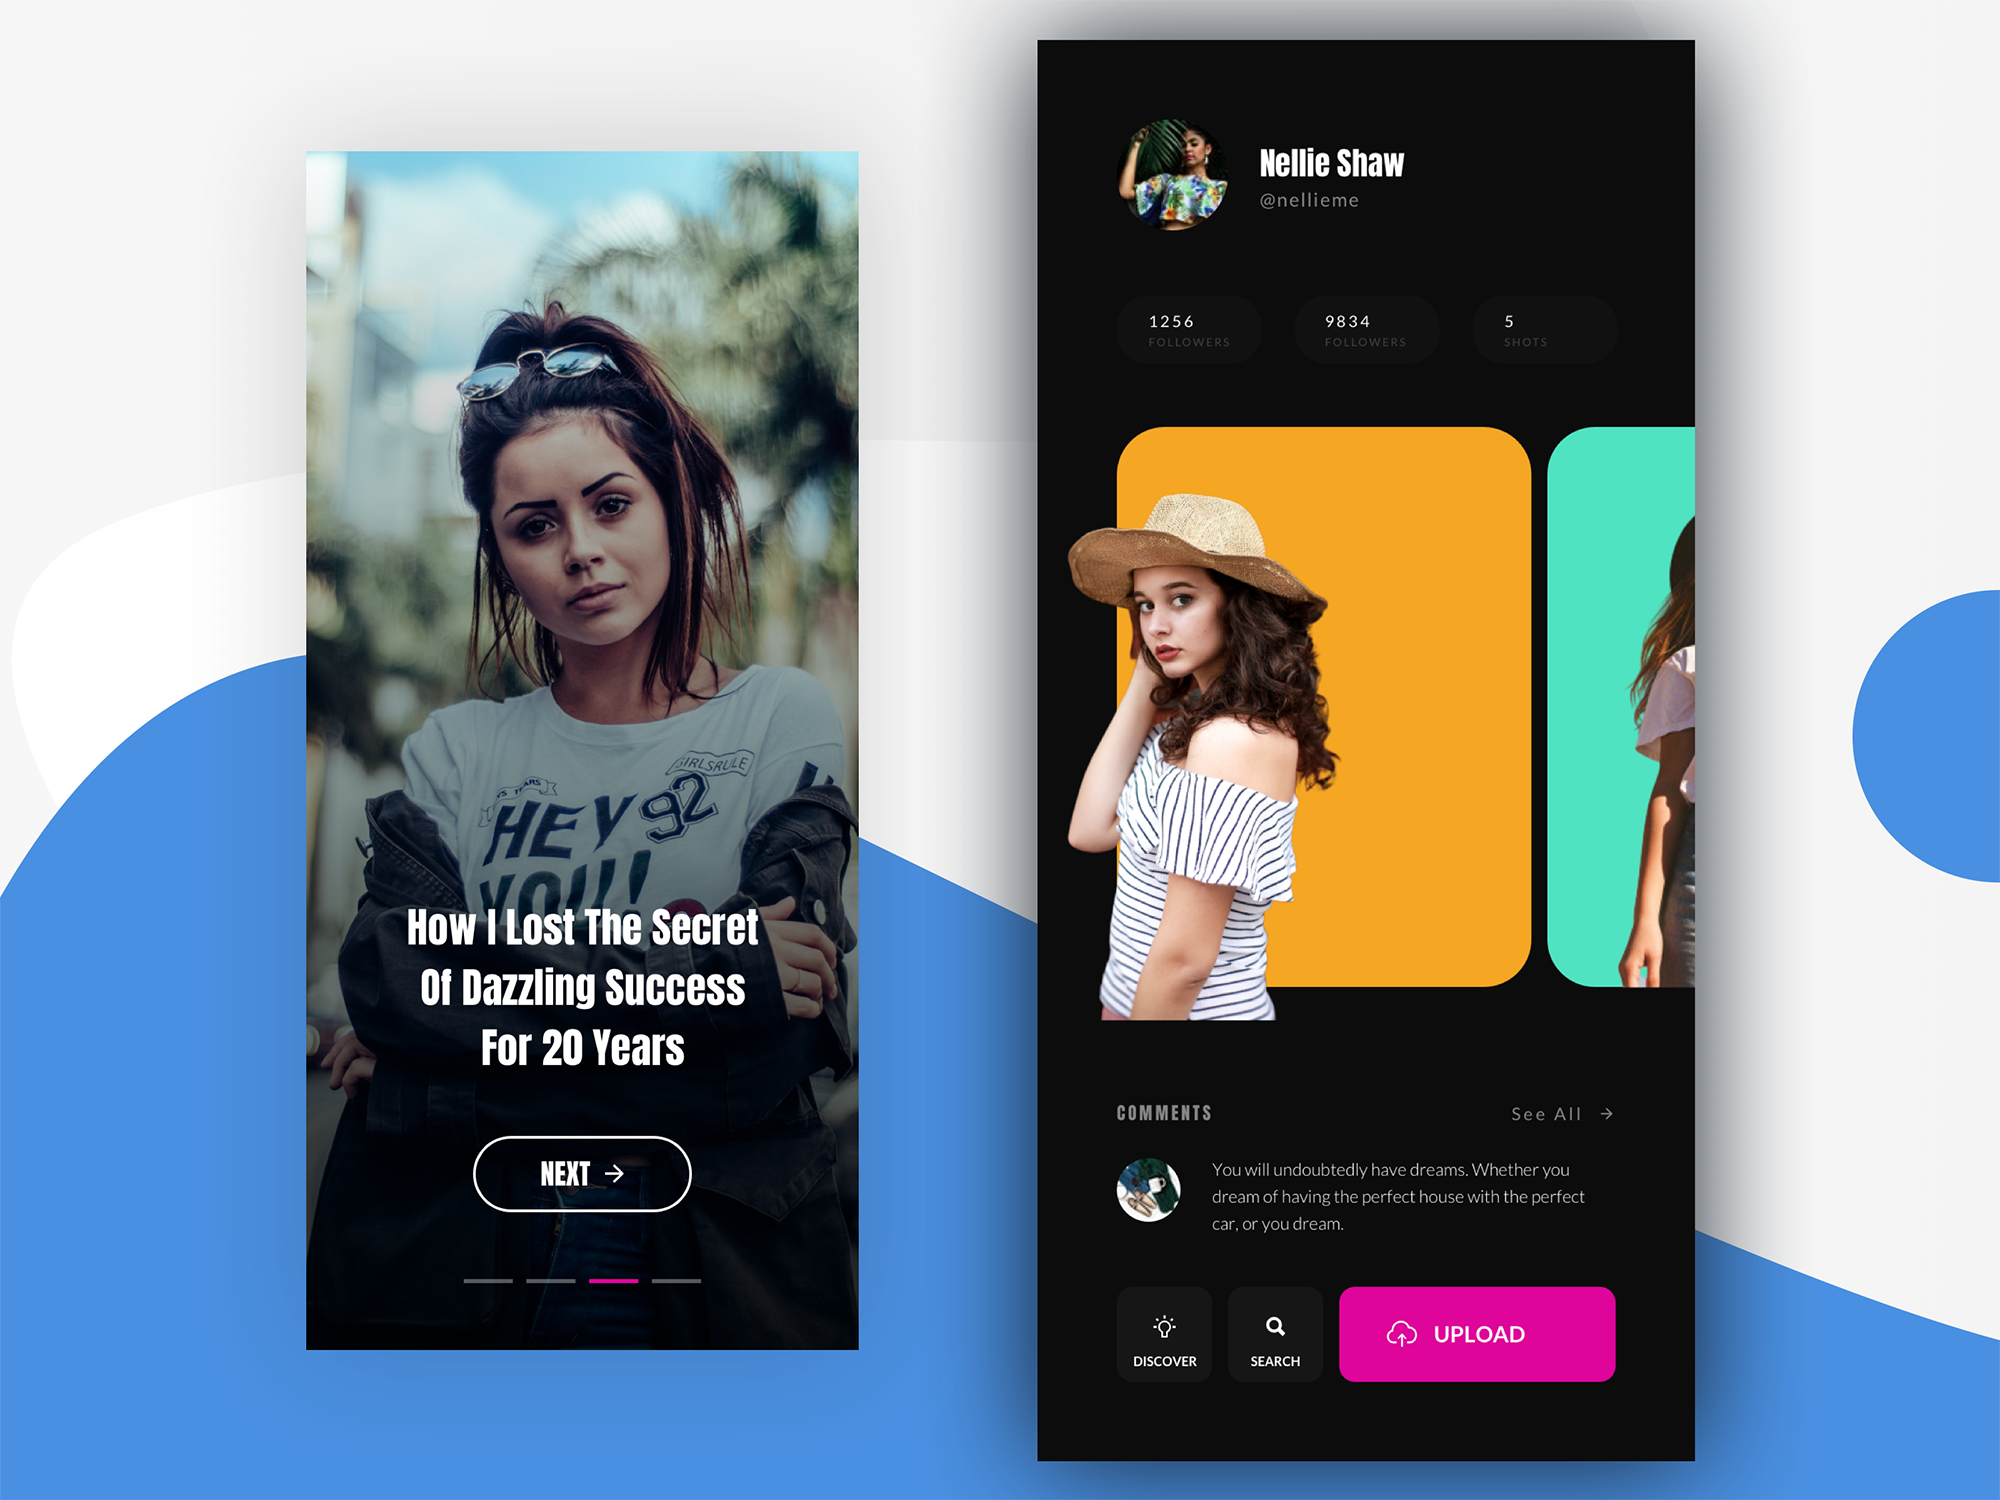 GIRLSRULE
HEY 92
YOU!!
How I Lost The Secret
Of Dazzling Success
For 20 Years
NEXT
Nellie Shaw
@nellieme
1256
FOLLOWERS
9834
FOLLOWERS
5
SHOTS
COMMENTS
See All
You will undoubtedly have dreams. Whether you
dream of having the perfect house with the perfect
car, or you dream.
DISCOVER
SEARCH
UPLOAD